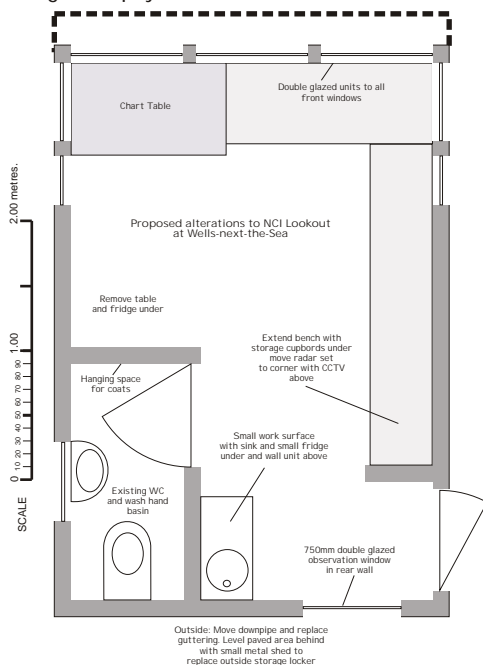 Chart Table
Double glazed units to all
front windows
2.00 metres.
Proposed alterations to NCI Lookout
at Wells-next-the-Sea
Remove table
and fridge under
1.00
Extend bench with
storage cupbords under
move radar set
to corner with CCTV
above
90
80
70
60
50
40
30
20
10
0
SCALE
Hanging space
for coats
Small work surface
with sink and small fridge
under and wall unit above
Existing WC
and wash hand
basin
750mm double glazed
observation window
in rear wall
Outside: Move downpipe and replace
guttering. Level paved area behind
with small metal shed to
replace outside storage locker